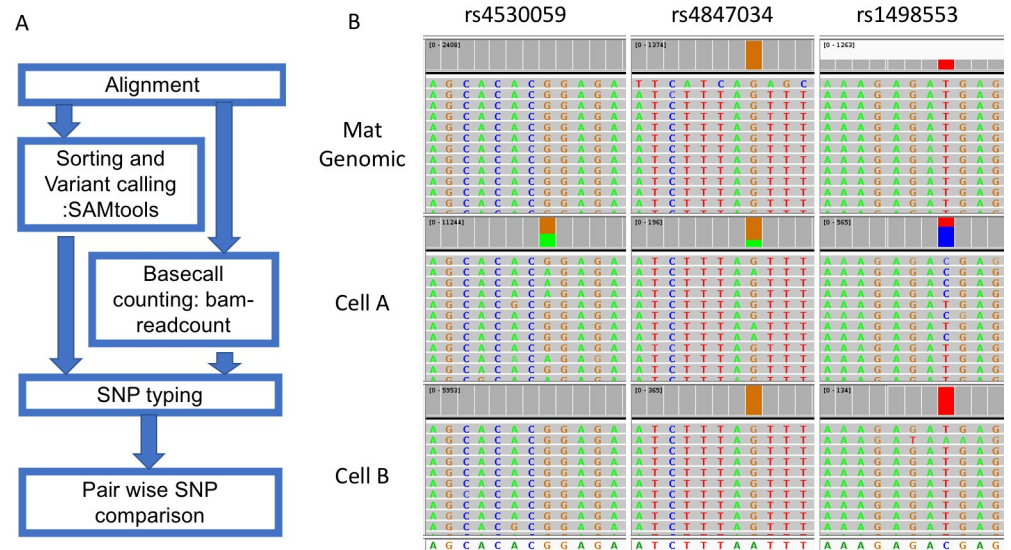 A
Alignment
Sorting and
Variant calling
:SAMtools
Basecall
counting: bam-
readcount
SNP typing
Pair wise SNP
comparison
B
rs4530059 rs4847034 rs1498553
Mat
Genomic
[0 - 2408] [0 - 1374] [0 - 1263]
A G C A C A C G G A G A T T C A T C A G A G C A A A G A G A T G A G
A G C A C A C G G A G A A T C T T T A G T T T A A A G A G A T G A G
A G C A C A C G G A G A A T C T T T A G T T T A A A G A G A T G A G
A G C A C A C G G A G A A T C T T T A G T T T A A A G A G A T G A G
A G C A C A C G G A G A A T C T T T A G T T T A A A G A G A T G A G
A G C A C A C G G A G A A T C T T T A G T T T A A A G A G A T G A G
A G C A C A C G G A G A A T C T T T A G T T T A A A G A G A T G A G
A G C A C A C G G A G A A T C T T T A G T T T A A A G A G A T G A G
A G C A C A C G G A G A A T C T T T A G T T T A A A G A G A T G A G
A G C A C A C G G A G A A T C T T T A G T T T A A A G A G A T G A G
A G C A C A C G G A G A A T C T T T A G T T T A A A G A G A T G A G
A G C A C A C G G A G A A T C T T T A G T T T A A A G A G A T G A G
Cell A
[0 - 11244] [0 - 196] [0 - 565]
A G C A C A C G G A G A A T C T T T A G T T T A A A G A G A C G A G
A G C A C A C A G A G A A T C T T T A A T T T A A A G A G A C G A G
A G C A C A C A G A G A A T C T T T A G T T T A A A G A G A C G A G
A G C A C A C A G A G A A T C T T T A G T T T A A A G A G A C G A G
A G C A C G C G G A G A A T C T T T A G T T T A A A G A G A T G A G
A G C A C A C G G A G A A T C T T T A G T T T A A A G A G A C G A G
A G C A C A C G G A G A A T C T T T A A T T T A A A G A G A T G A G
A G C A C A C G G A G A A T C T T T A A T T T A A A G A G A C G A G
A G C A C A C G G A G A A T C T T T A G T T T A A A G A G A T G A G
A G C A C A C A G A G A A T C T T T A G T T T A A A G A G A T G A G
Cell B
[0 - 5953] [0 - 365] [0 - 134]
A G C A C A C G G A G A A T C T T T A G T T T A A A G A G A T G A G
A G C A C A C G G A G A A T C T T T A G T T T A A A G A T A A A A G
A G C A C A C G G A G A A T C T T T A G T T T A A A G A G A T G A G
A G C A C A C G G A G A A T C T T T A G T T T A A A G A G A T G A G
A G C A C A C G G A G A A T C T T T A G T T T A A A G A G A T G A G
A G C A C A C G G A G A A T C T T T A G T T T A A A G A G A T G A G
A G C A C A C G G A G A A T C T T T A G T T T A A A G A G A T G A G
A G C A C A C G G A G A A T C T T T A G T T T A A A G A G A T G A G
A G C A C A C G G A G A A T C T T T A G T T T A A A G A G A T G A G
A G C A C G C G G A G A A T C T T T A G T T T A A A G A G A T G A G
A G C A C A C G G A G A A T C T T T A A T T T A A A G A G A C G A G